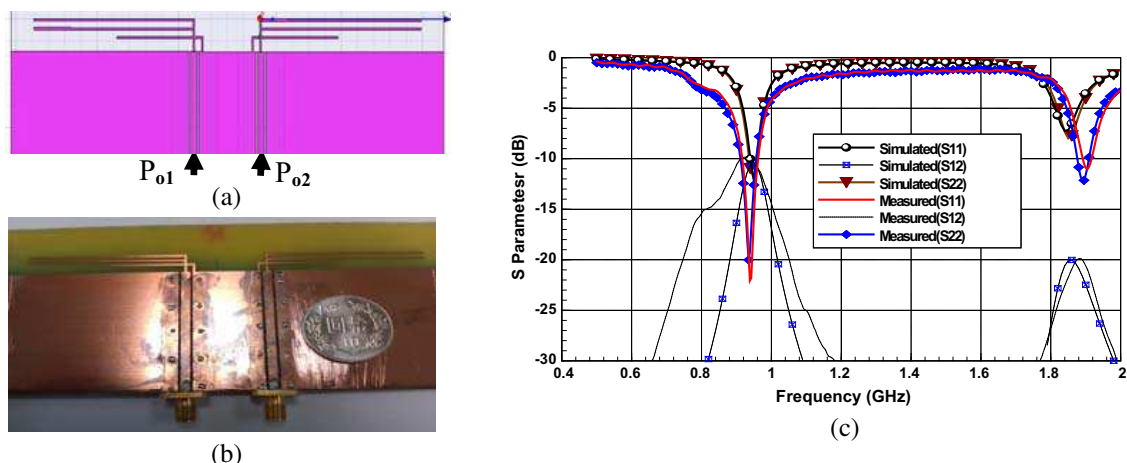 (a)
Po1
Po2
(b)
S Parametesr (dB)
0
-5
-10
-15
-20
-25
-30
0.4
0.6
0.8
1
1.2
1.4
1.6
1.8
2
Frequency (GHz)
Simulated(S11)
Simulated(S12)
Simulated(S22)
Measured(S11)
Measured(S12)
Measured(S22)
(c)